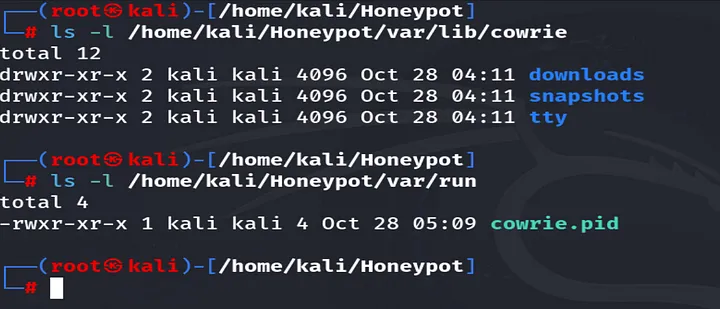 ┌──(root㉿kali)-[/home/kali/Honeypot]
└─# ls -l /home/kali/Honeypot/var/lib/cowrie
total 12
drwxr-xr-x 2 kali kali 4096 Oct 28 04:11 downloads
drwxr-xr-x 2 kali kali 4096 Oct 28 04:11 snapshots
drwxr-xr-x 2 kali kali 4096 Oct 28 04:11 tty
┌──(root㉿kali)-[/home/kali/Honeypot]
└─# ls -l /home/kali/Honeypot/var/run
total 4
-rwxr-xr-x 1 kali kali 4 Oct 28 05:09 cowrie.pid
┌──(root㉿kali)-[/home/kali/Honeypot]
└─#